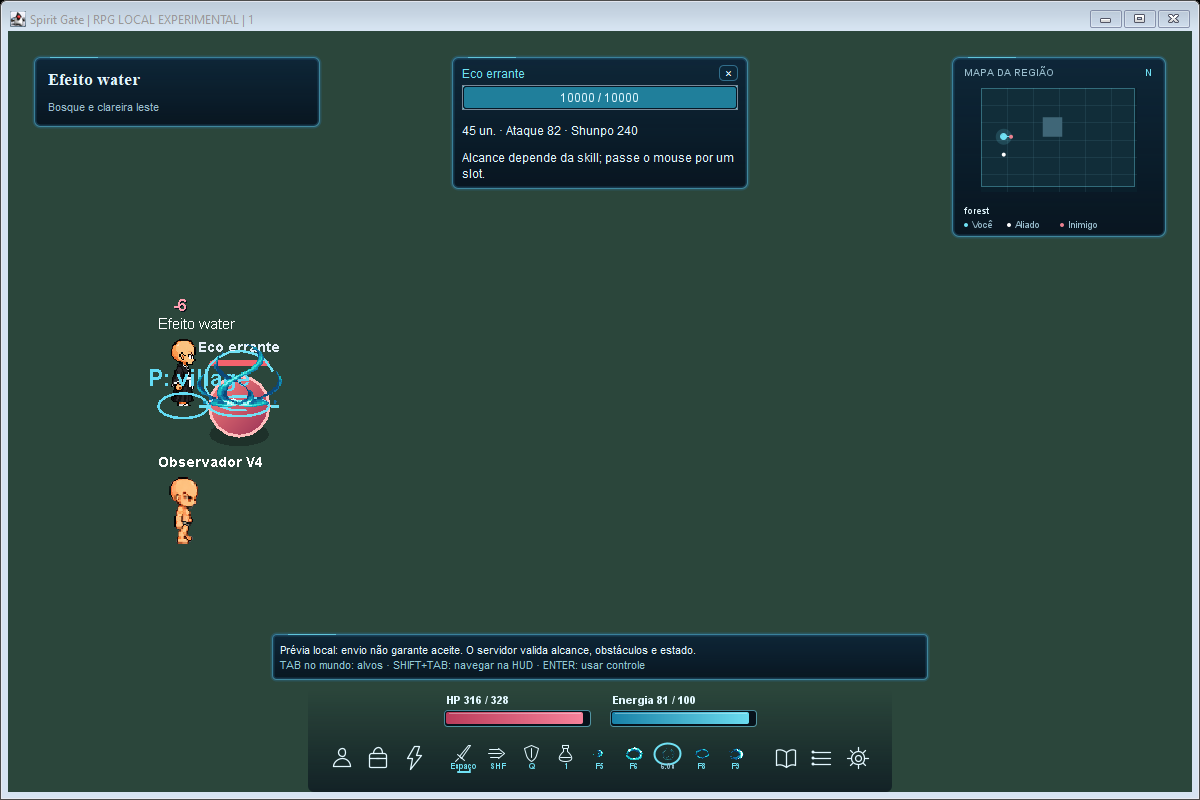 Spirit Gate | RPG LOCAL EXPERIMENTAL | 1
Efeito water
Bosque e clareira leste
Eco errante
10000 / 10000
45 un. · Ataque 82 · Shunpo 240
Alcance depende da skill; passe o mouse por um
slot.
MAPA DA REGIÃO
N
forest
Você
Aliado
Inimigo
-6
Efeito water
Eco errante
P: village
Observador V4
Prévia local: envio não garante aceite. O servidor valida alcance, obstáculos e estado.
TAB no mundo: alvos · SHIFT+TAB: navegar na HUD · ENTER: usar controle
HP 316 / 328
Energia 81 / 100
Espaço
SHF
Q
1
F5
F6
F8
F9